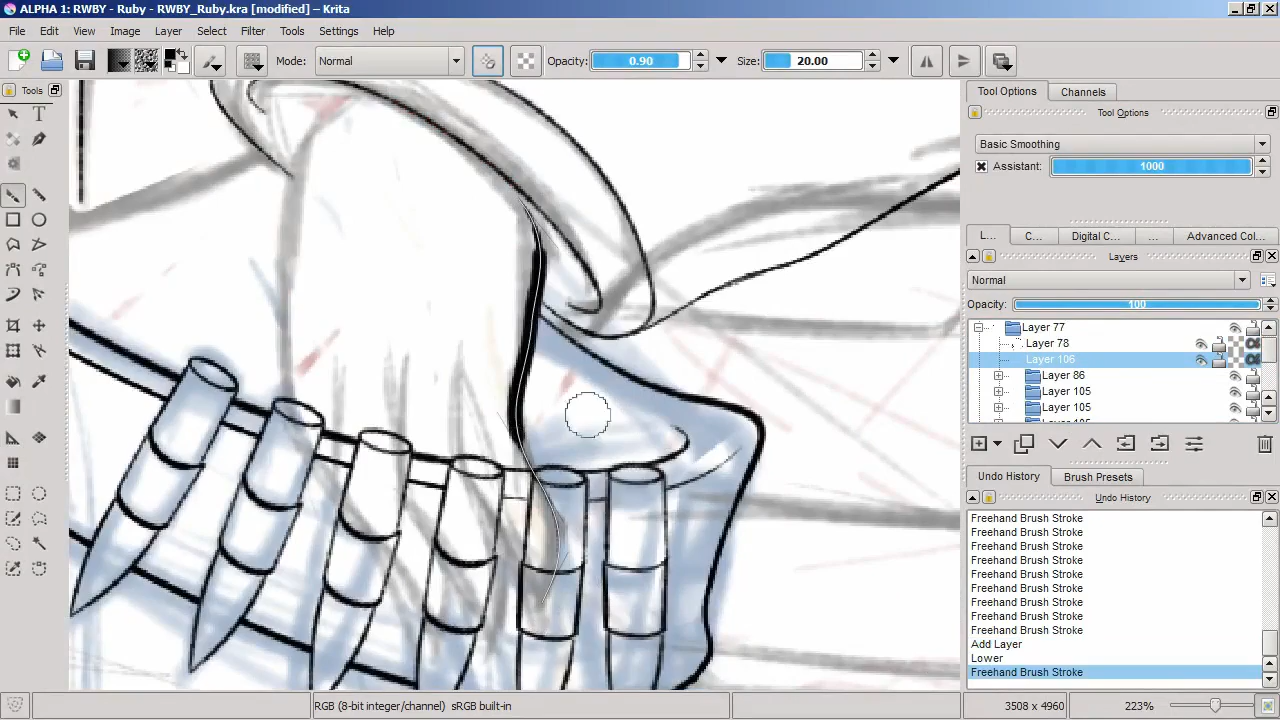 ALPHA 1: RWBY - Ruby - RWBY_Ruby.kra [modified] – Krita
File Edit View Image Layer Select Filter Tools Settings Help
Mode: Normal Opacity: 0.90 Size: 20.00
Tools
Tool Options Channels
Tool Options
Basic Smoothing
Assistant: 1000
L... C... Digital C... ... Advanced Col...
Layers
Normal
Opacity: 100
Layer 77
Layer 78
Layer 106
Layer 86
Layer 105
Layer 105
Undo History Brush Presets
Undo History
Freehand Brush Stroke
Freehand Brush Stroke
Freehand Brush Stroke
Freehand Brush Stroke
Freehand Brush Stroke
Freehand Brush Stroke
Freehand Brush Stroke
Freehand Brush Stroke
Freehand Brush Stroke
Add Layer
Lower
Freehand Brush Stroke
RGB (8-bit integer/channel) sRGB built-in
3508 x 4960
223%